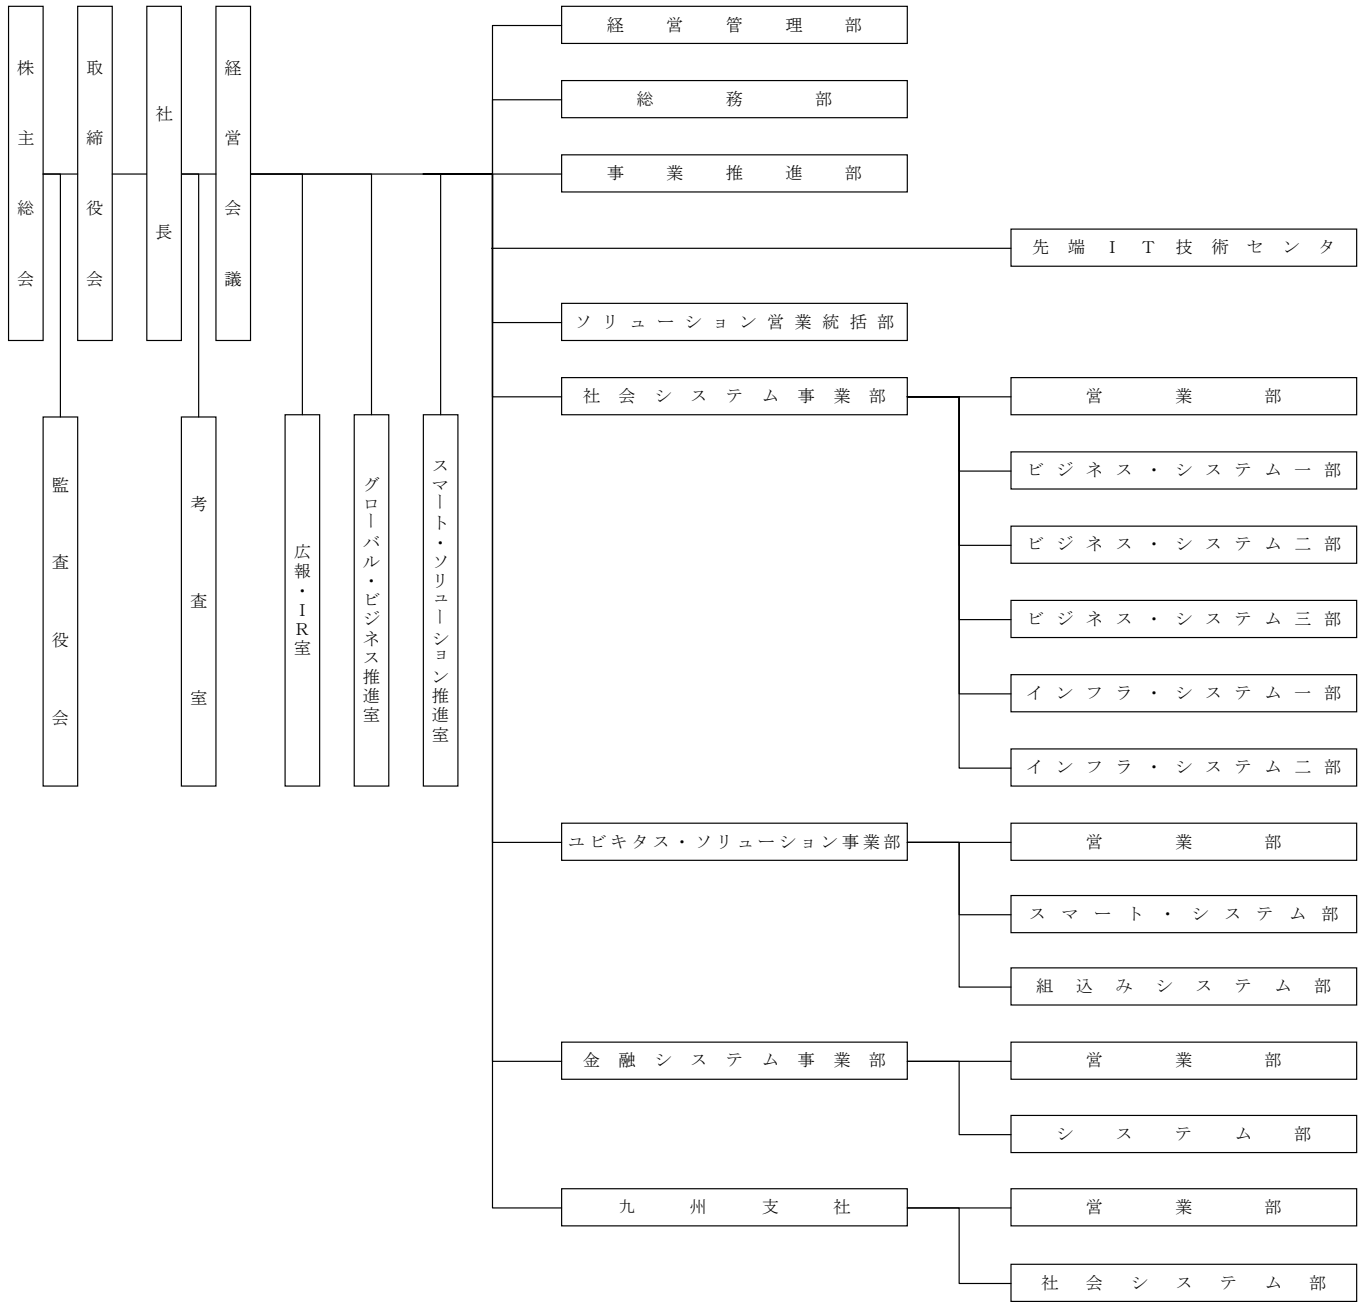 株主総会
取締役会
社長
経営会議
監査役会
考査室
広報・IR室
グローバル・ビジネス推進室
スマート・ソリューション推進室
経営管理部
総務部
事業推進部
先端IT技術センタ
ソリューション営業統括部
社会システム事業部
営業部
ビジネス・システム一部
ビジネス・システム二部
ビジネス・システム三部
インフラ・システム一部
インフラ・システム二部
ユビキタス・ソリューション事業部
営業部
スマート・システム部
組込みシステム部
金融システム事業部
営業部
システム部
九州支社
営業部
社会システム部